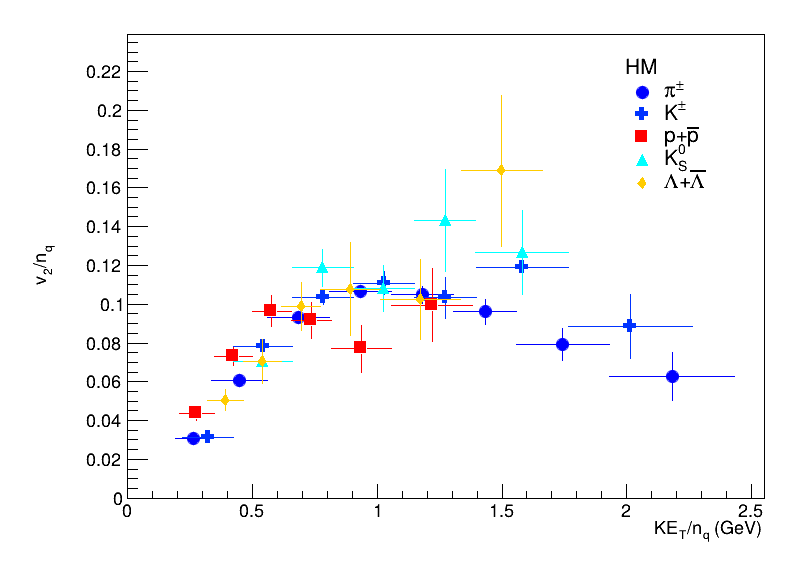 HM
π±
K±
p+p̅
K⁰S
Λ+Λ̅
v₂/nq
0.22
0.2
0.18
0.16
0.14
0.12
0.1
0.08
0.06
0.04
0.02
0
0 0.5 1 1.5 2 2.5
KET/nq (GeV)